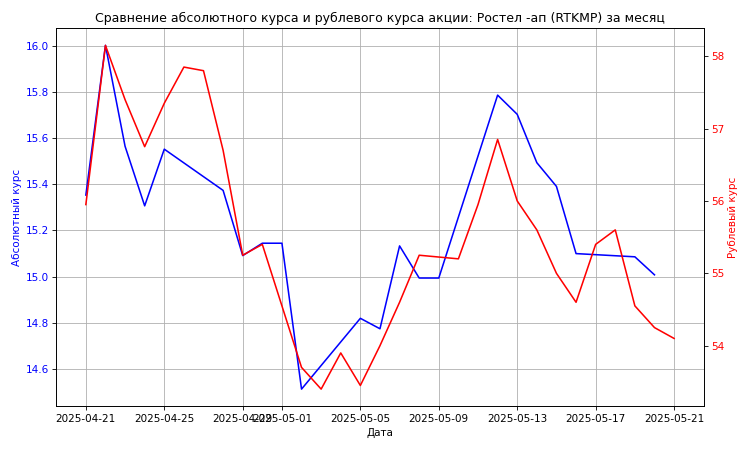 Сравнение абсолютного курса и рублевого курса акции: Ростел -ап (RTKMP) за месяц
16.0
15.8
15.6
15.4
15.2
15.0
14.8
14.6
Абсолютный курс
58
57
56
55
54
Рублевый курс
2025-04-21 2025-04-25 2025-04-29 2025-05-01 2025-05-05 2025-05-09 2025-05-13 2025-05-17 2025-05-21
Дата